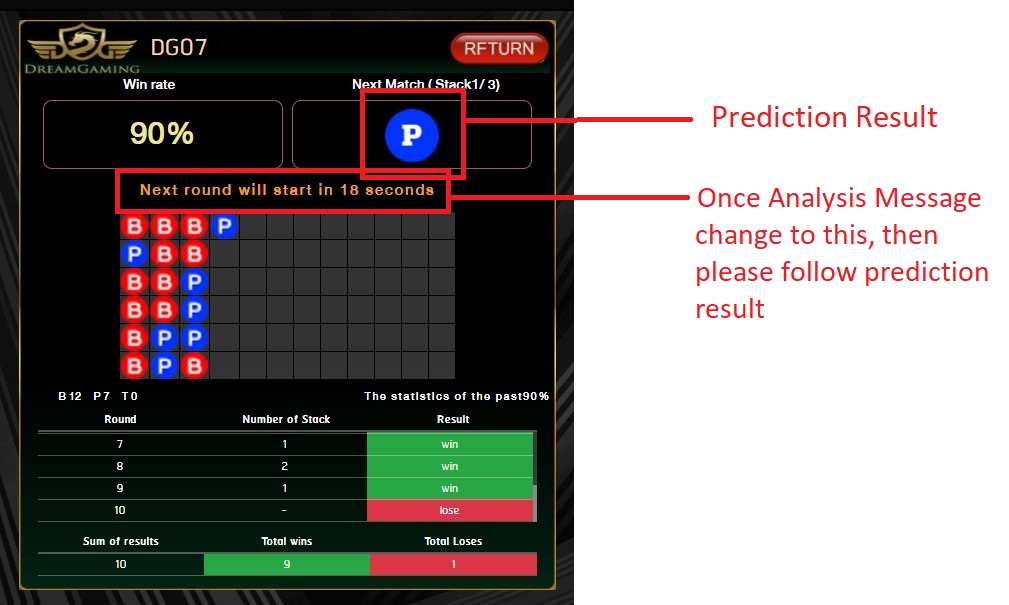 DREAMGAMING
DG07
RFTURN
Win rate
Next Match ( Stack1/ 3)
90%
P
Prediction Result
Next round will start in 18 seconds
Once Analysis Message
change to this, then
please follow prediction
result
B B B P
P B B
B B P
B B P
B P P
B P B
B12 P7 T0
The statistics of the past90%
Round Number of Stack Result
7 1 win
8 2 win
9 1 win
10 - lose
Sum of results Total wins Total Loses
10 9 1